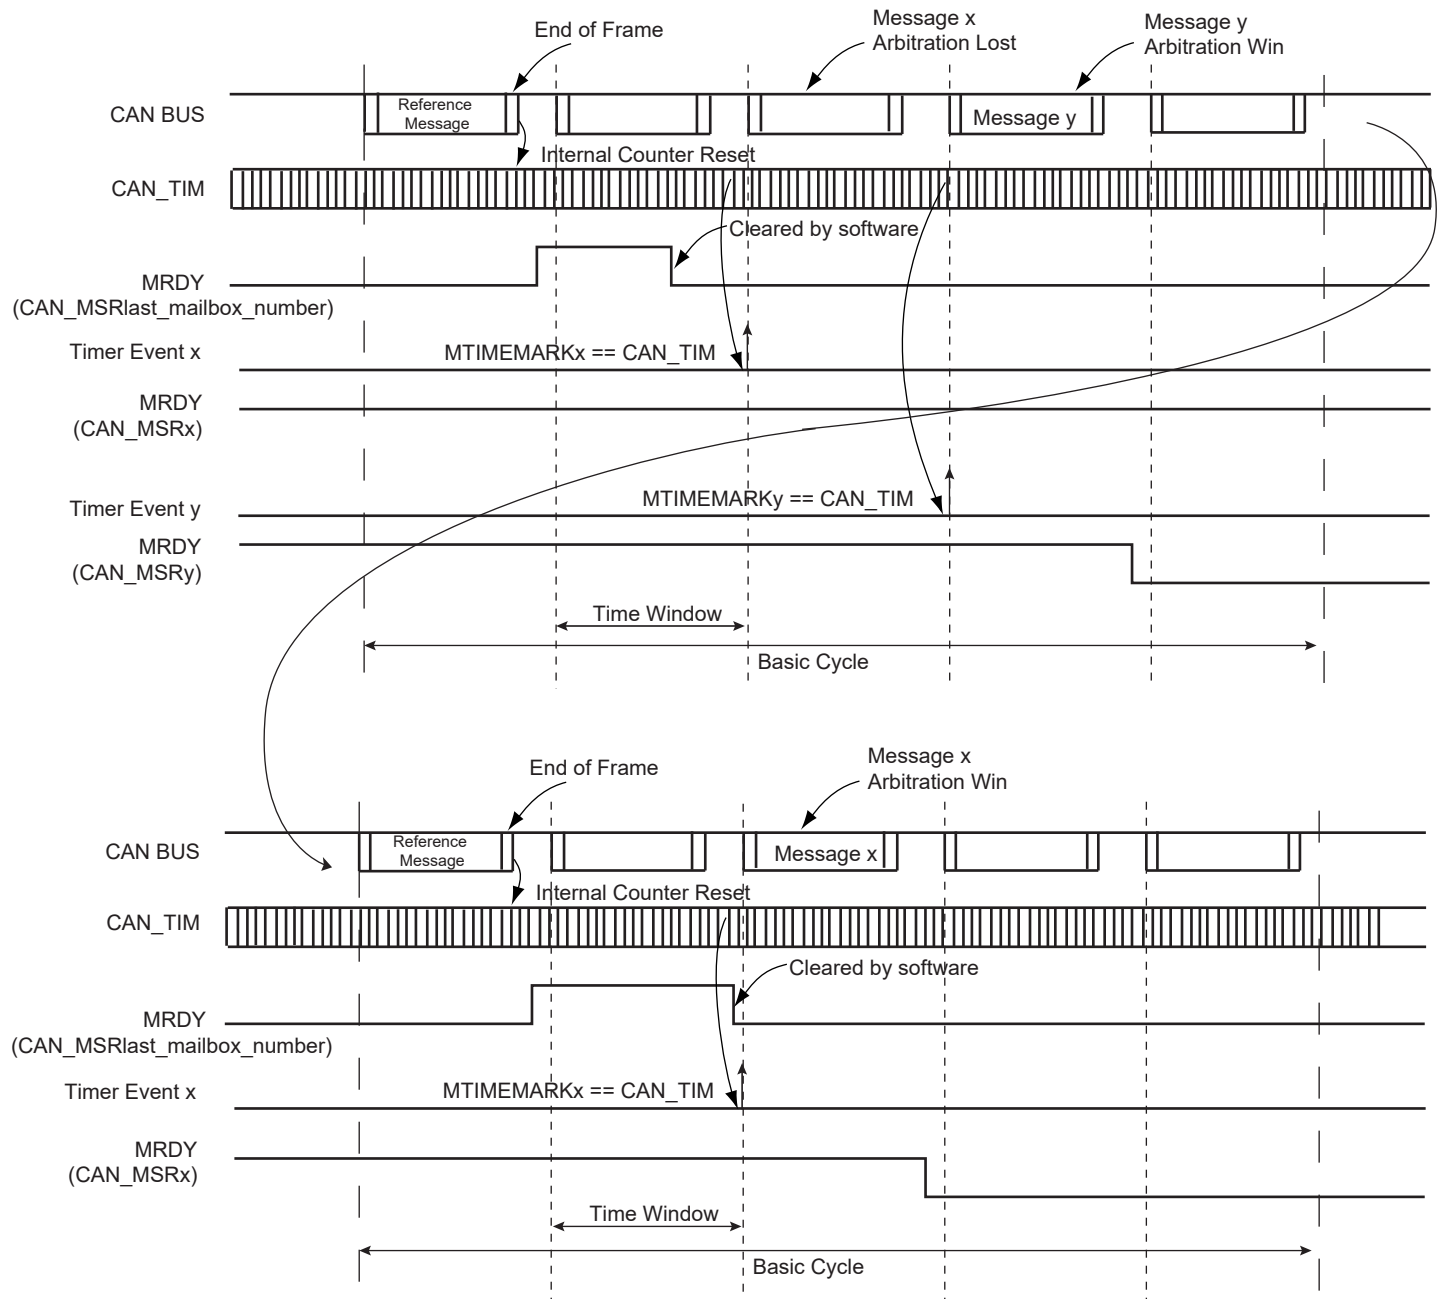 End of Frame
Message x
Arbitration Lost
Message y
Arbitration Win
CAN BUS
Reference
Message
Message y
Internal Counter Reset
CAN_TIM
Cleared by software
MRDY
(CAN_MSRlast_mailbox_number)
Timer Event x
MTIMEMARKx == CAN_TIM
MRDY
(CAN_MSRx)
Timer Event y
MTIMEMARKy == CAN_TIM
MRDY
(CAN_MSRy)
Time Window
Basic Cycle
End of Frame
Message x
Arbitration Win
CAN BUS
Reference
Message
Message x
Internal Counter Reset
CAN_TIM
Cleared by software
MRDY
(CAN_MSRlast_mailbox_number)
Timer Event x
MTIMEMARKx == CAN_TIM
MRDY
(CAN_MSRx)
Time Window
Basic Cycle